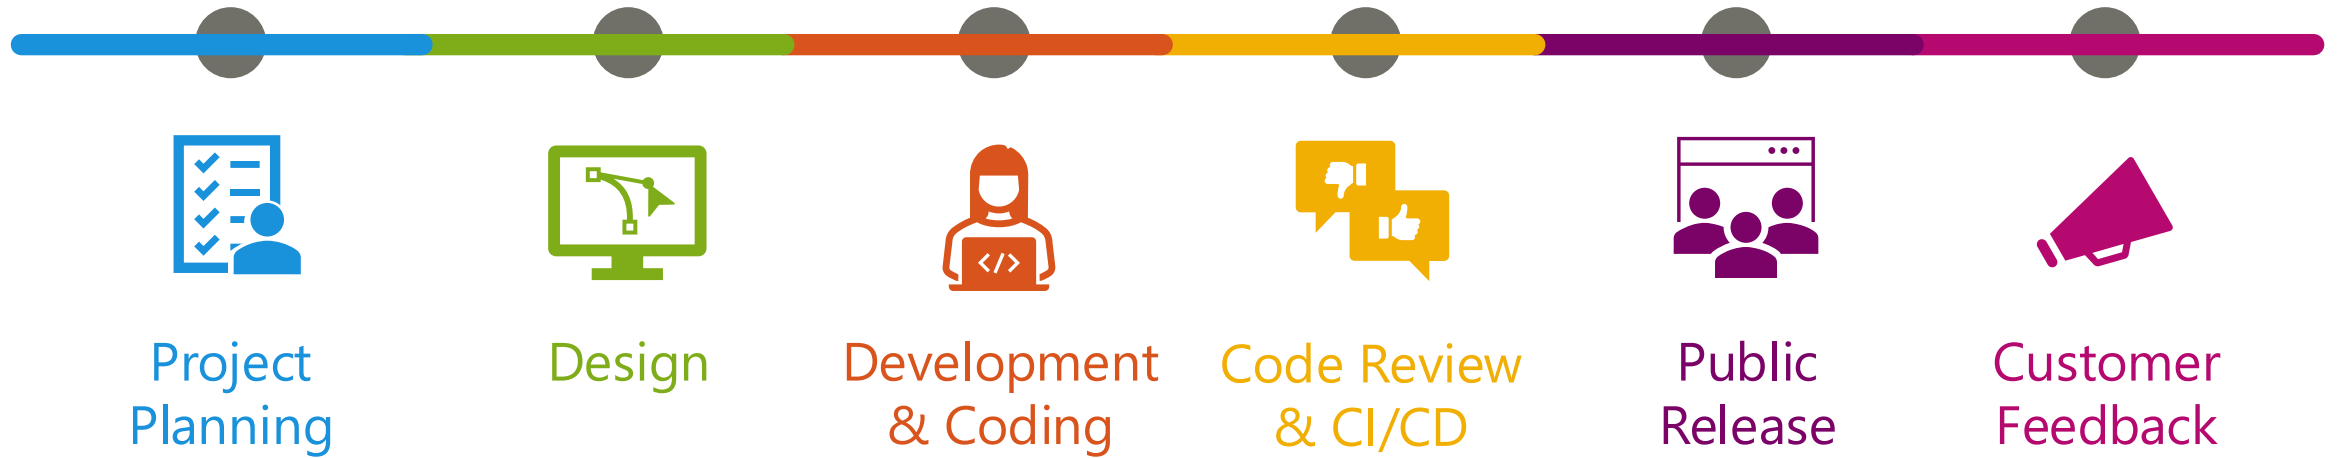 Project
Planning
Design
</>
Development
& Coding
Code Review
& CI/CD
Public
Release
Customer
Feedback